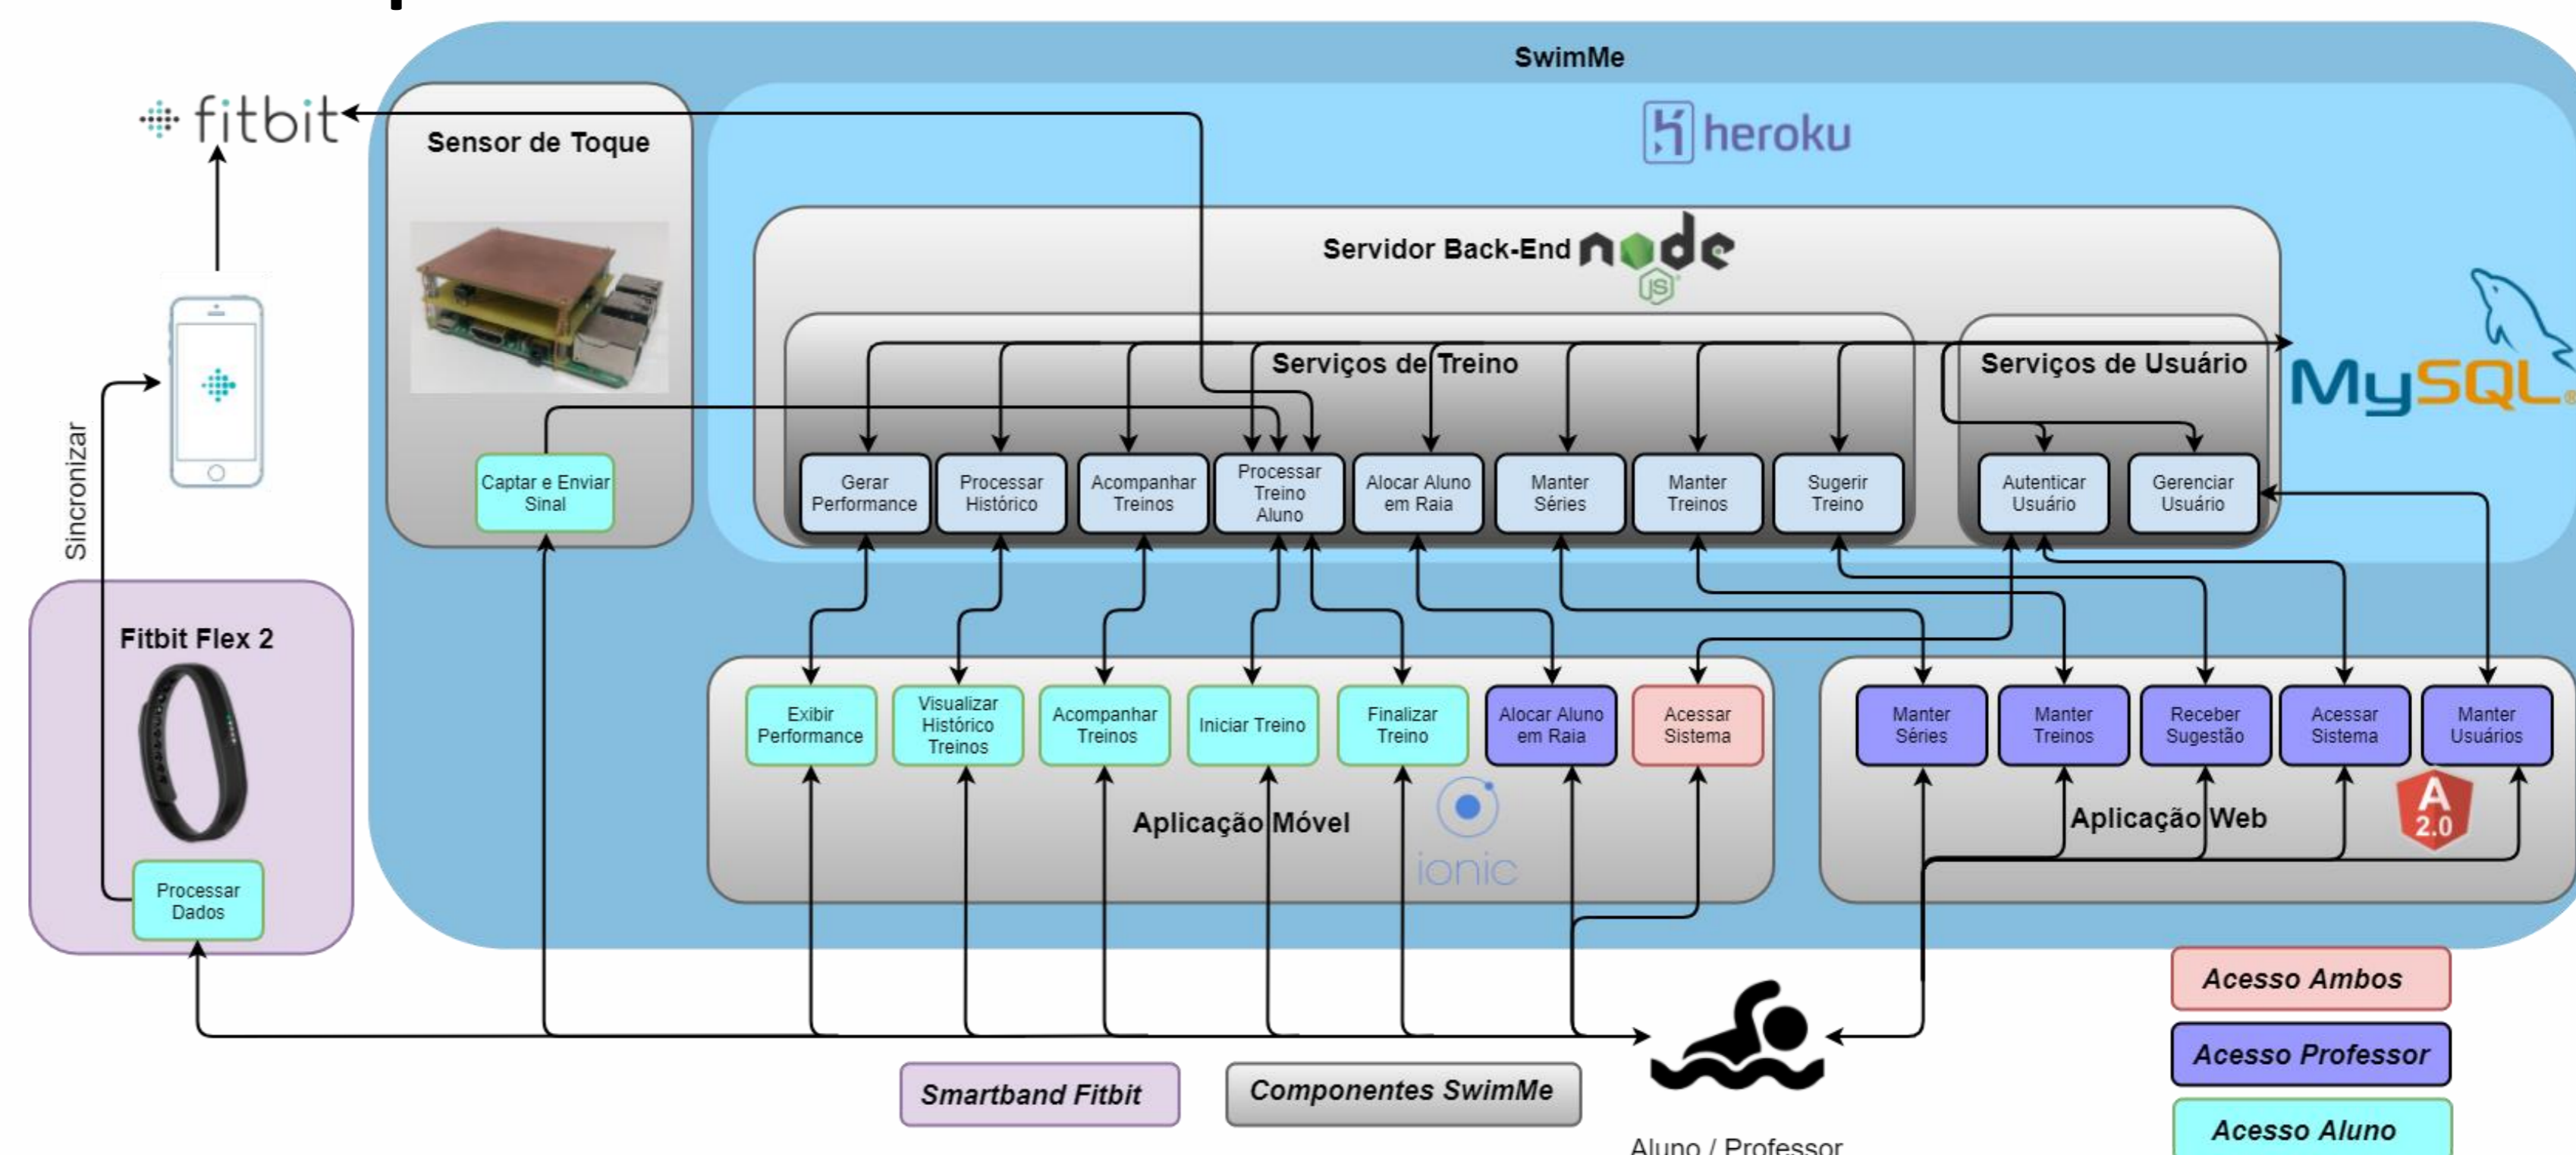 SwimMe
fitbit
Sensor de Toque
heroku
Servidor Back-End
node
JS
Serviços de Treino
Serviços de Usuário
MySQL
®
Captar e Enviar
Sinal
Gerar
Performance
Processar
Histórico
Acompanhar
Treinos
Processar
Treino
Aluno
Alocar Aluno
em Raia
Manter
Séries
Manter
Treinos
Sugerir
Treino
Autenticar
Usuário
Gerenciar
Usuário
Sincronizar
Fitbit Flex 2
Processar
Dados
Exibir
Performance
Visualizar
Histórico
Treinos
Acompanhar
Treinos
Iniciar Treino
Finalizar
Treino
Alocar Aluno
em Raia
Acessar
Sistema
Aplicação Móvel
ionic
Manter
Séries
Manter
Treinos
Receber
Sugestão
Acessar
Sistema
Manter
Usuários
Aplicação Web
A
2.0
Smartband Fitbit
Componentes SwimMe
Aluno / Professor
Acesso Ambos
Acesso Professor
Acesso Aluno